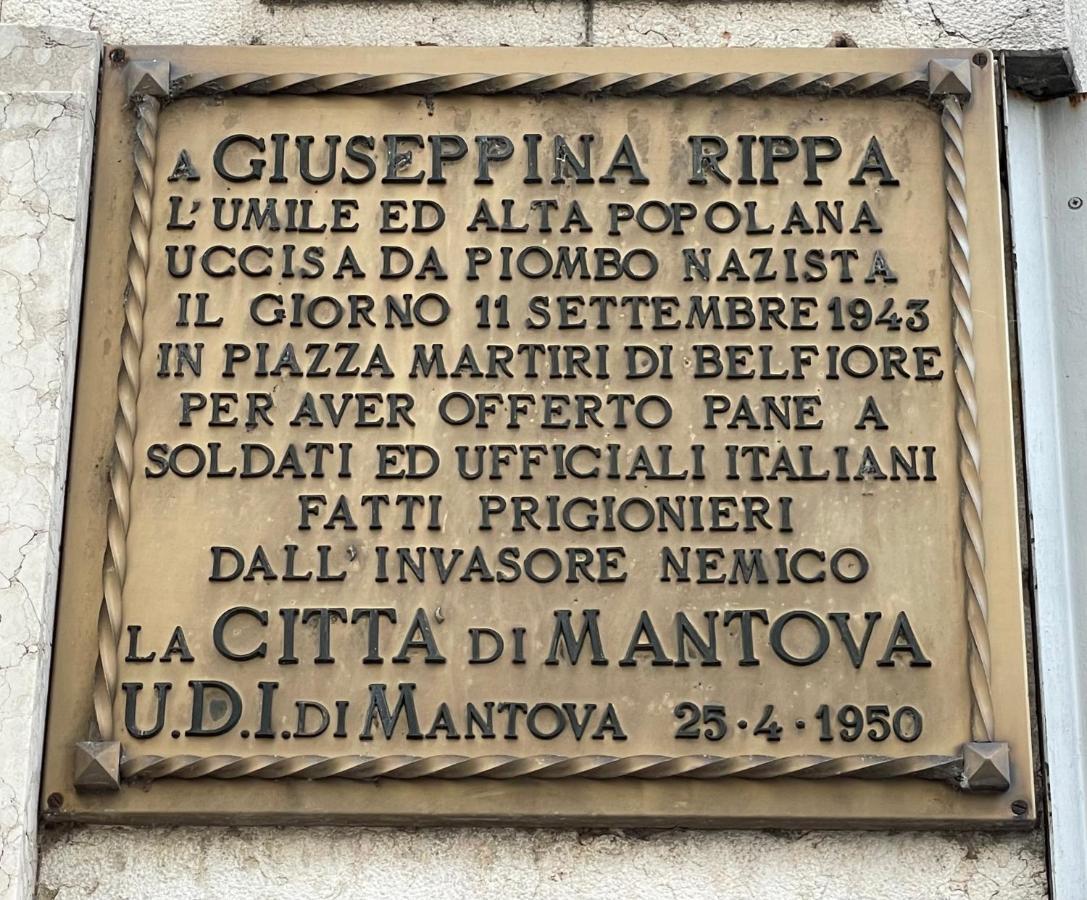 A GIUSEPPINA RIPPA
L'UMILE ED ALTA POPOLANA
UCCISA DA PIOMBO NAZISTA
IL GIORNO 11 SETTEMBRE 1943
IN PIAZZA MARTIRI DI BELFIORE
PER AVER OFFERTO PANE A
SOLDATI ED UFFICIALI ITALIANI
FATTI PRIGIONIERI
DALL'INVASORE NEMICO
LA CITTA' DI MANTOVA
U.D.I. DI MANTOVA 25·4·1950